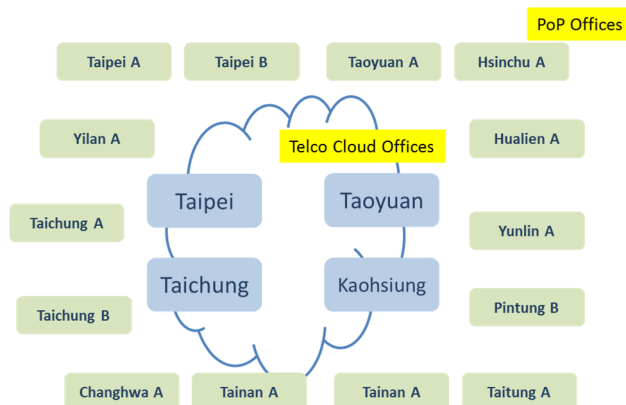 PoP Offices
Taipei A
Taipei B
Taoyuan A
Hsinchu A
Yilan A
Telco Cloud Offices
Hualien A
Taipei
Taoyuan
Taichung A
Yunlin A
Taichung
Kaohsiung
Taichung B
Pintung B
Changhwa A
Tainan A
Tainan A
Taitung A